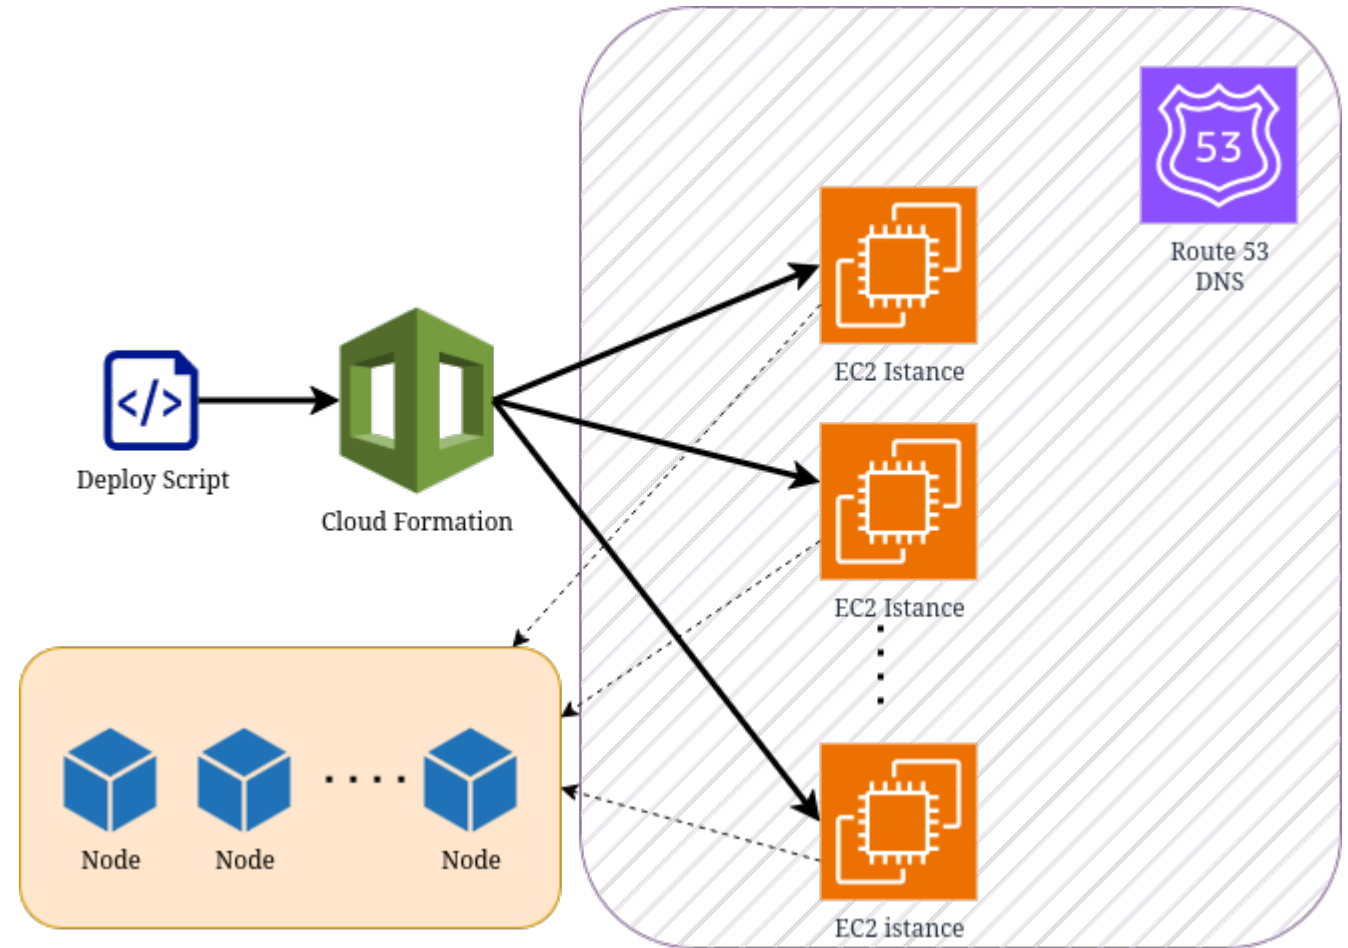 53
Route 53
DNS
EC2 Istance
</>
Deploy Script
Cloud Formation
EC2 Istance
Node
Node
Node
EC2 istance